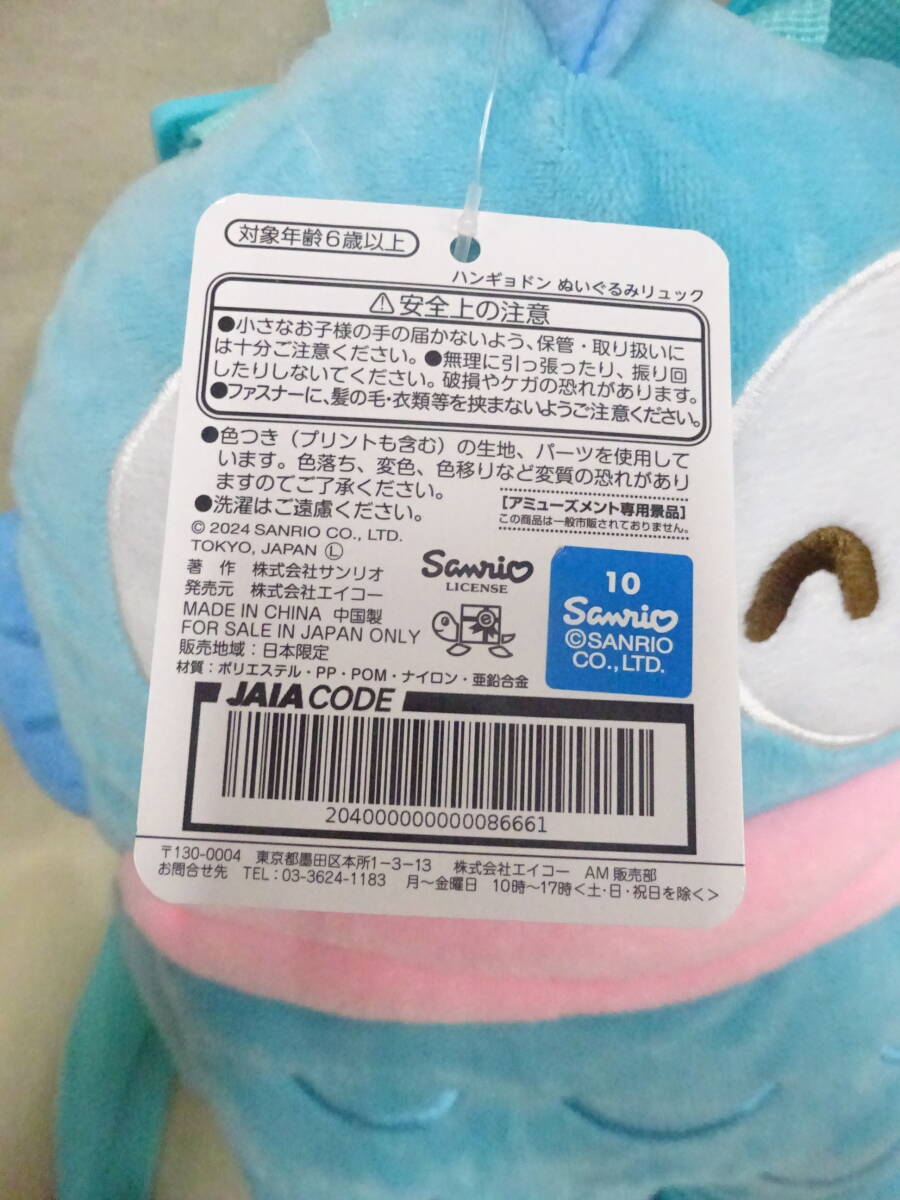 対象年齢6歳以上
ハンギョドン ぬいぐるみリュック
⚠安全上の注意
●小さなお子様の手の届かないよう、保管・取り扱いに
は十分ご注意ください。●無理に引っ張ったり、振り回
したりしないでください。破損やケガの恐れがあります。
●ファスナーに、髪の毛・衣類等を挟まないようご注意ください。
●色つき（プリントも含む）の生地、パーツを使用して
います。色落ち、変色、色移りなど変質の恐れがあり
ますのでご了承ください。
●洗濯はご遠慮ください。
[アミューズメント専用景品]
この商品は一般市販されておりません。
© 2024 SANRIO CO., LTD.
TOKYO, JAPAN Ⓛ
著 作 株式会社サンリオ
発売元 株式会社エイコー
MADE IN CHINA 中国製
FOR SALE IN JAPAN ONLY
販売地域：日本限定
材質：ポリエステル・PP・POM・ナイロン・亜鉛合金
Sanrio
LICENSE
10
Sanrio
©SANRIO
CO., LTD.
JAIA CODE
204000000000086661
〒130-0004 東京都墨田区本所1-3-13 株式会社エイコー AM販売部
お問合せ先 TEL：03-3624-1183 月〜金曜日 10時〜17時<土・日・祝日を除く>